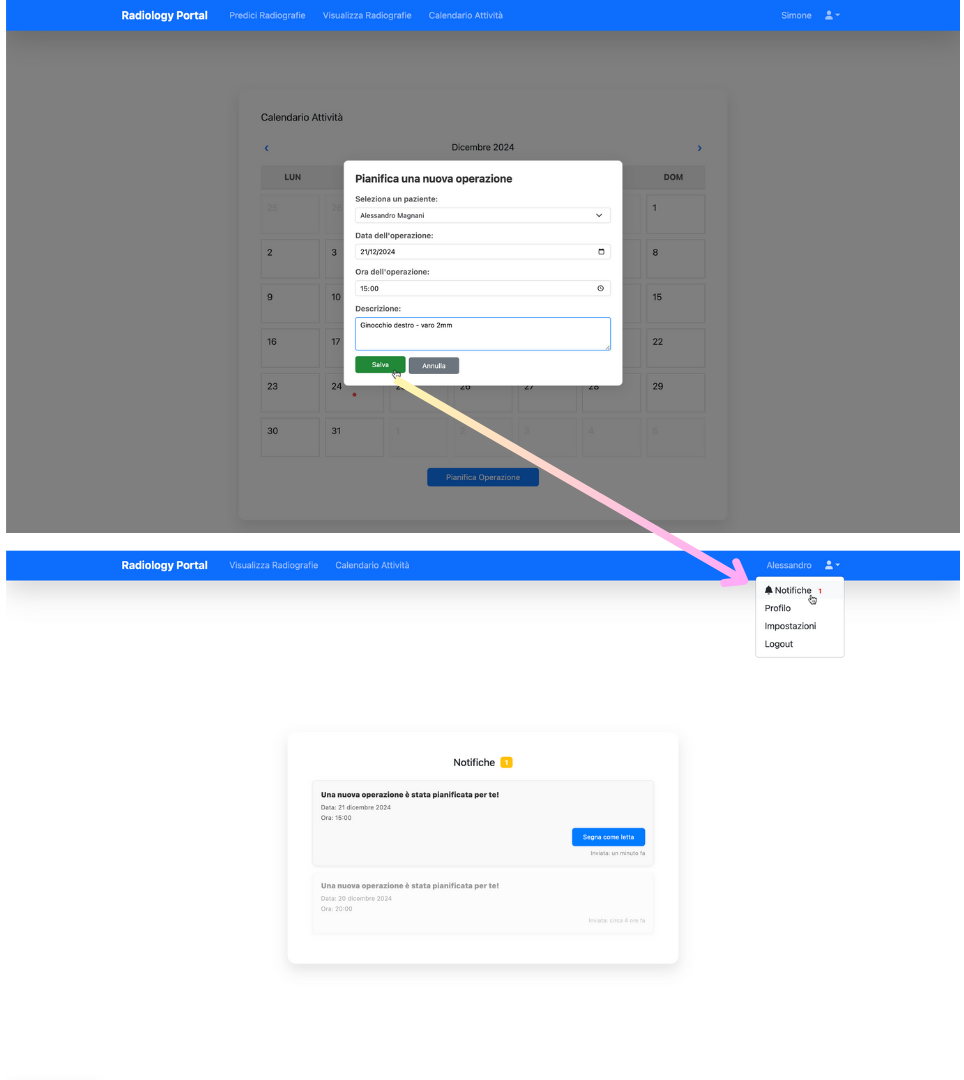 Radiology Portal Predici Radiografie Visualizza Radiografie Calendario Attività Simone
Calendario Attività
Dicembre 2024
LUN DOM
25 26 1
2 3 8
9 10 15
16 17 22
23 24 25 26 27 28 29
30 31 1 2 3 4 5
Pianifica una nuova operazione
Seleziona un paziente:
Alessandro Magnani
Data dell'operazione:
21/12/2024
Ora dell'operazione:
15:00
Descrizione:
Ginocchio destro - varo 2mm
Salva Annulla
Pianifica Operazione
Radiology Portal Visualizza Radiografie Calendario Attività Alessandro
Notifiche 1
Profilo
Impostazioni
Logout
Notifiche 1
Una nuova operazione è stata pianificata per te!
Data: 21 dicembre 2024
Ora: 15:00
Segna come letta
Inviata: un minuto fa
Una nuova operazione è stata pianificata per te!
Data: 20 dicembre 2024
Ora: 20:00
Inviata: circa 4 ore fa